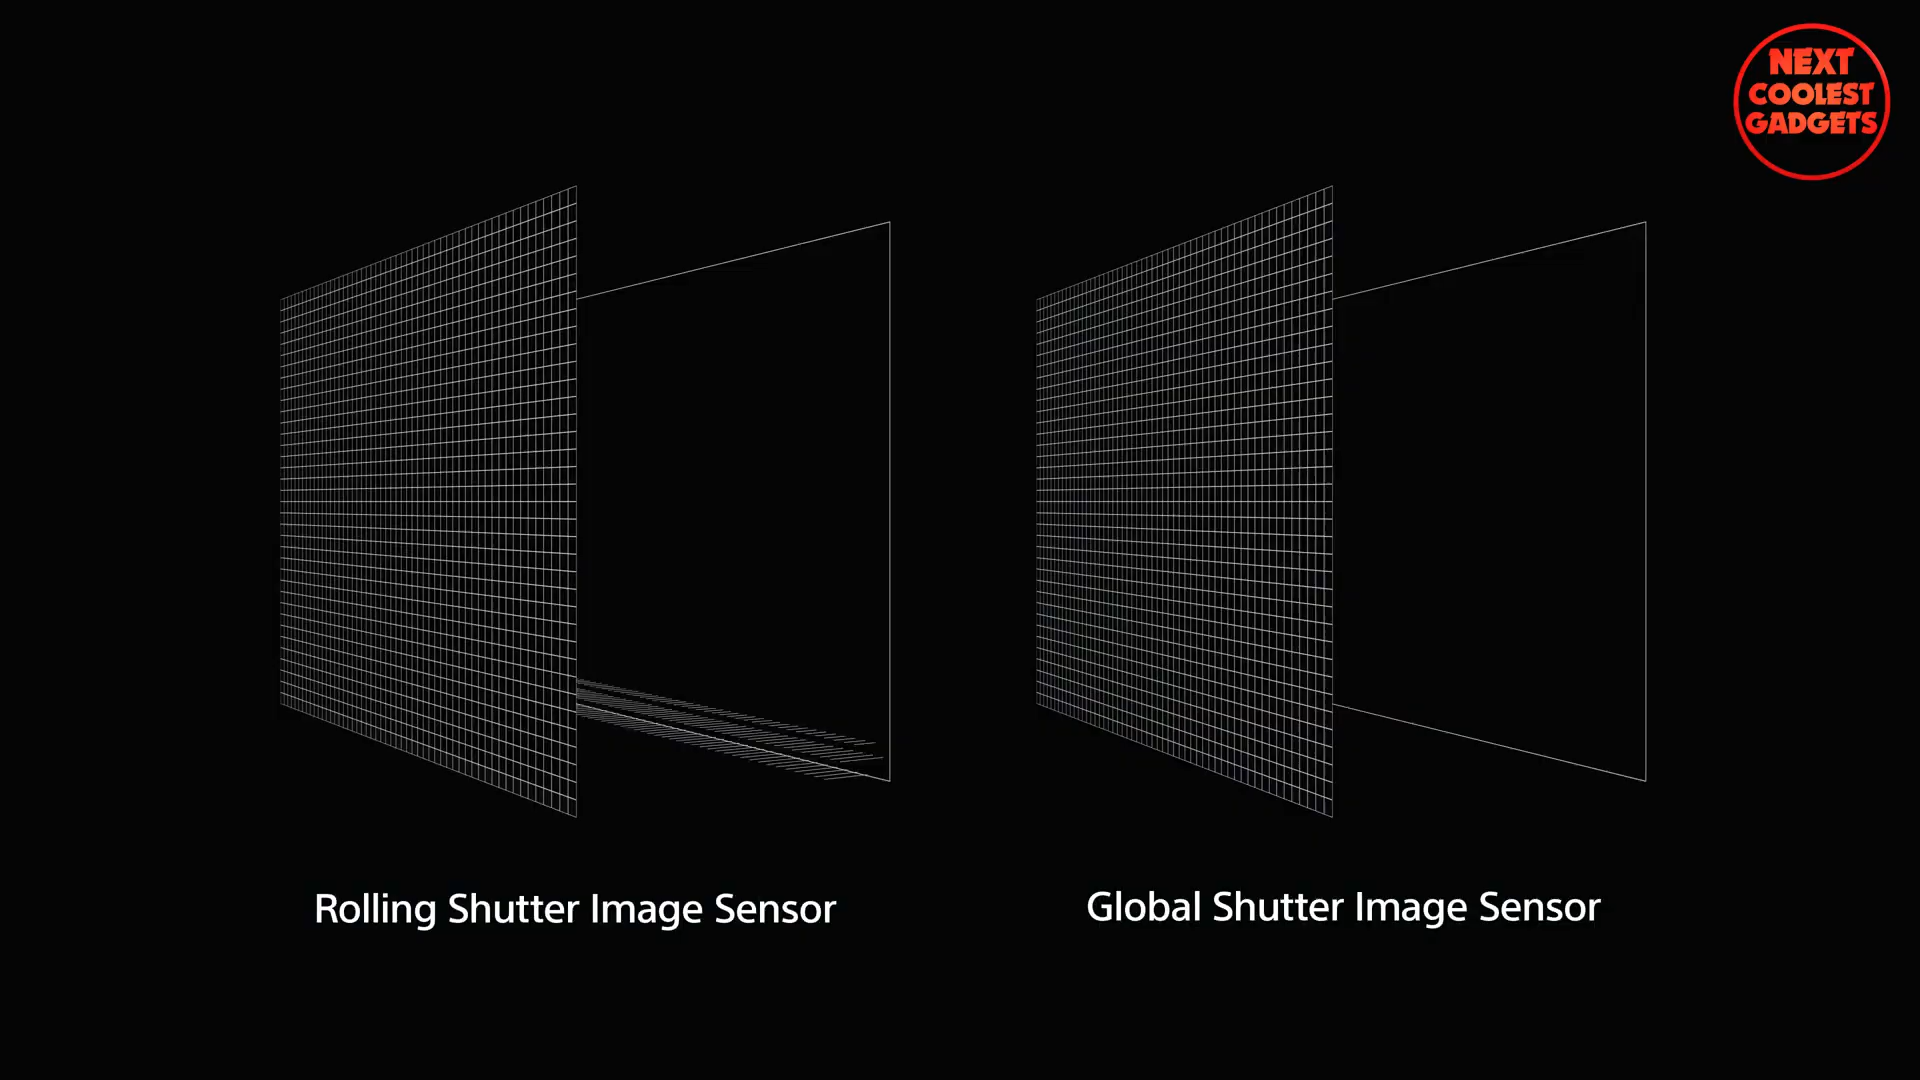 NEXT
COOLEST
GADGETS
Rolling Shutter Image Sensor
Global Shutter Image Sensor